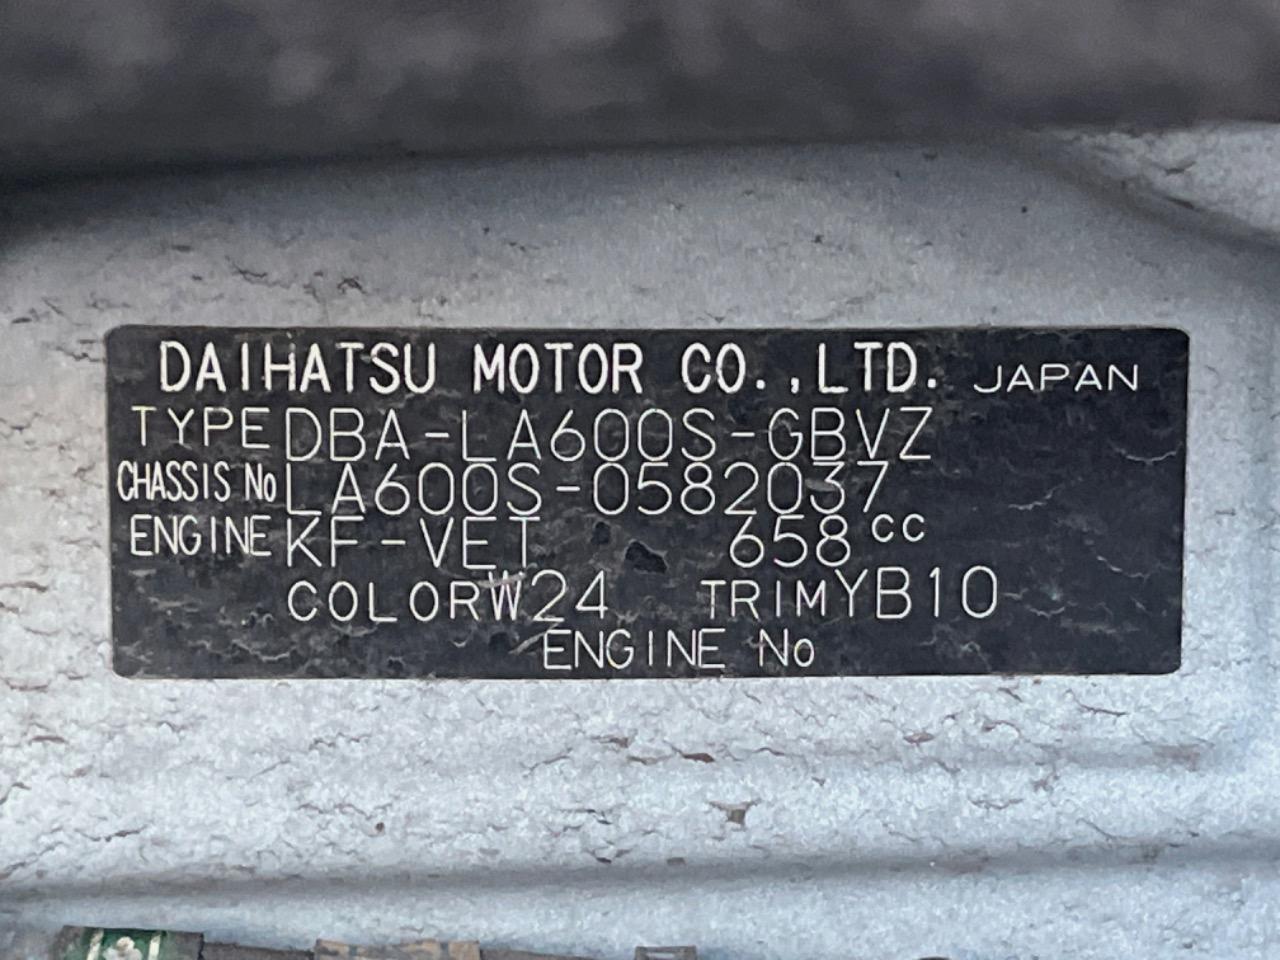 DAIHATSU MOTOR CO.,LTD. JAPAN
TYPE DBA-LA600S-GBVZ
CHASSIS No LA600S-0582037
ENGINE KF-VET 658cc
COLOR W24 TRIM YB10
ENGINE No